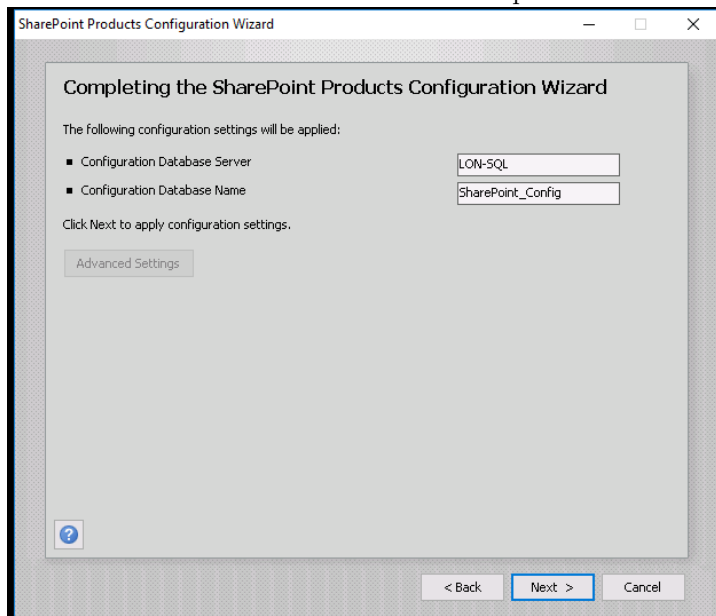 SharePoint Products Configuration Wizard
Completing the SharePoint Products Configuration Wizard
The following configuration settings will be applied:
Configuration Database Server LON-SQL
Configuration Database Name SharePoint_Config
Click Next to apply configuration settings.
Advanced Settings
?
< Back Next > Cancel